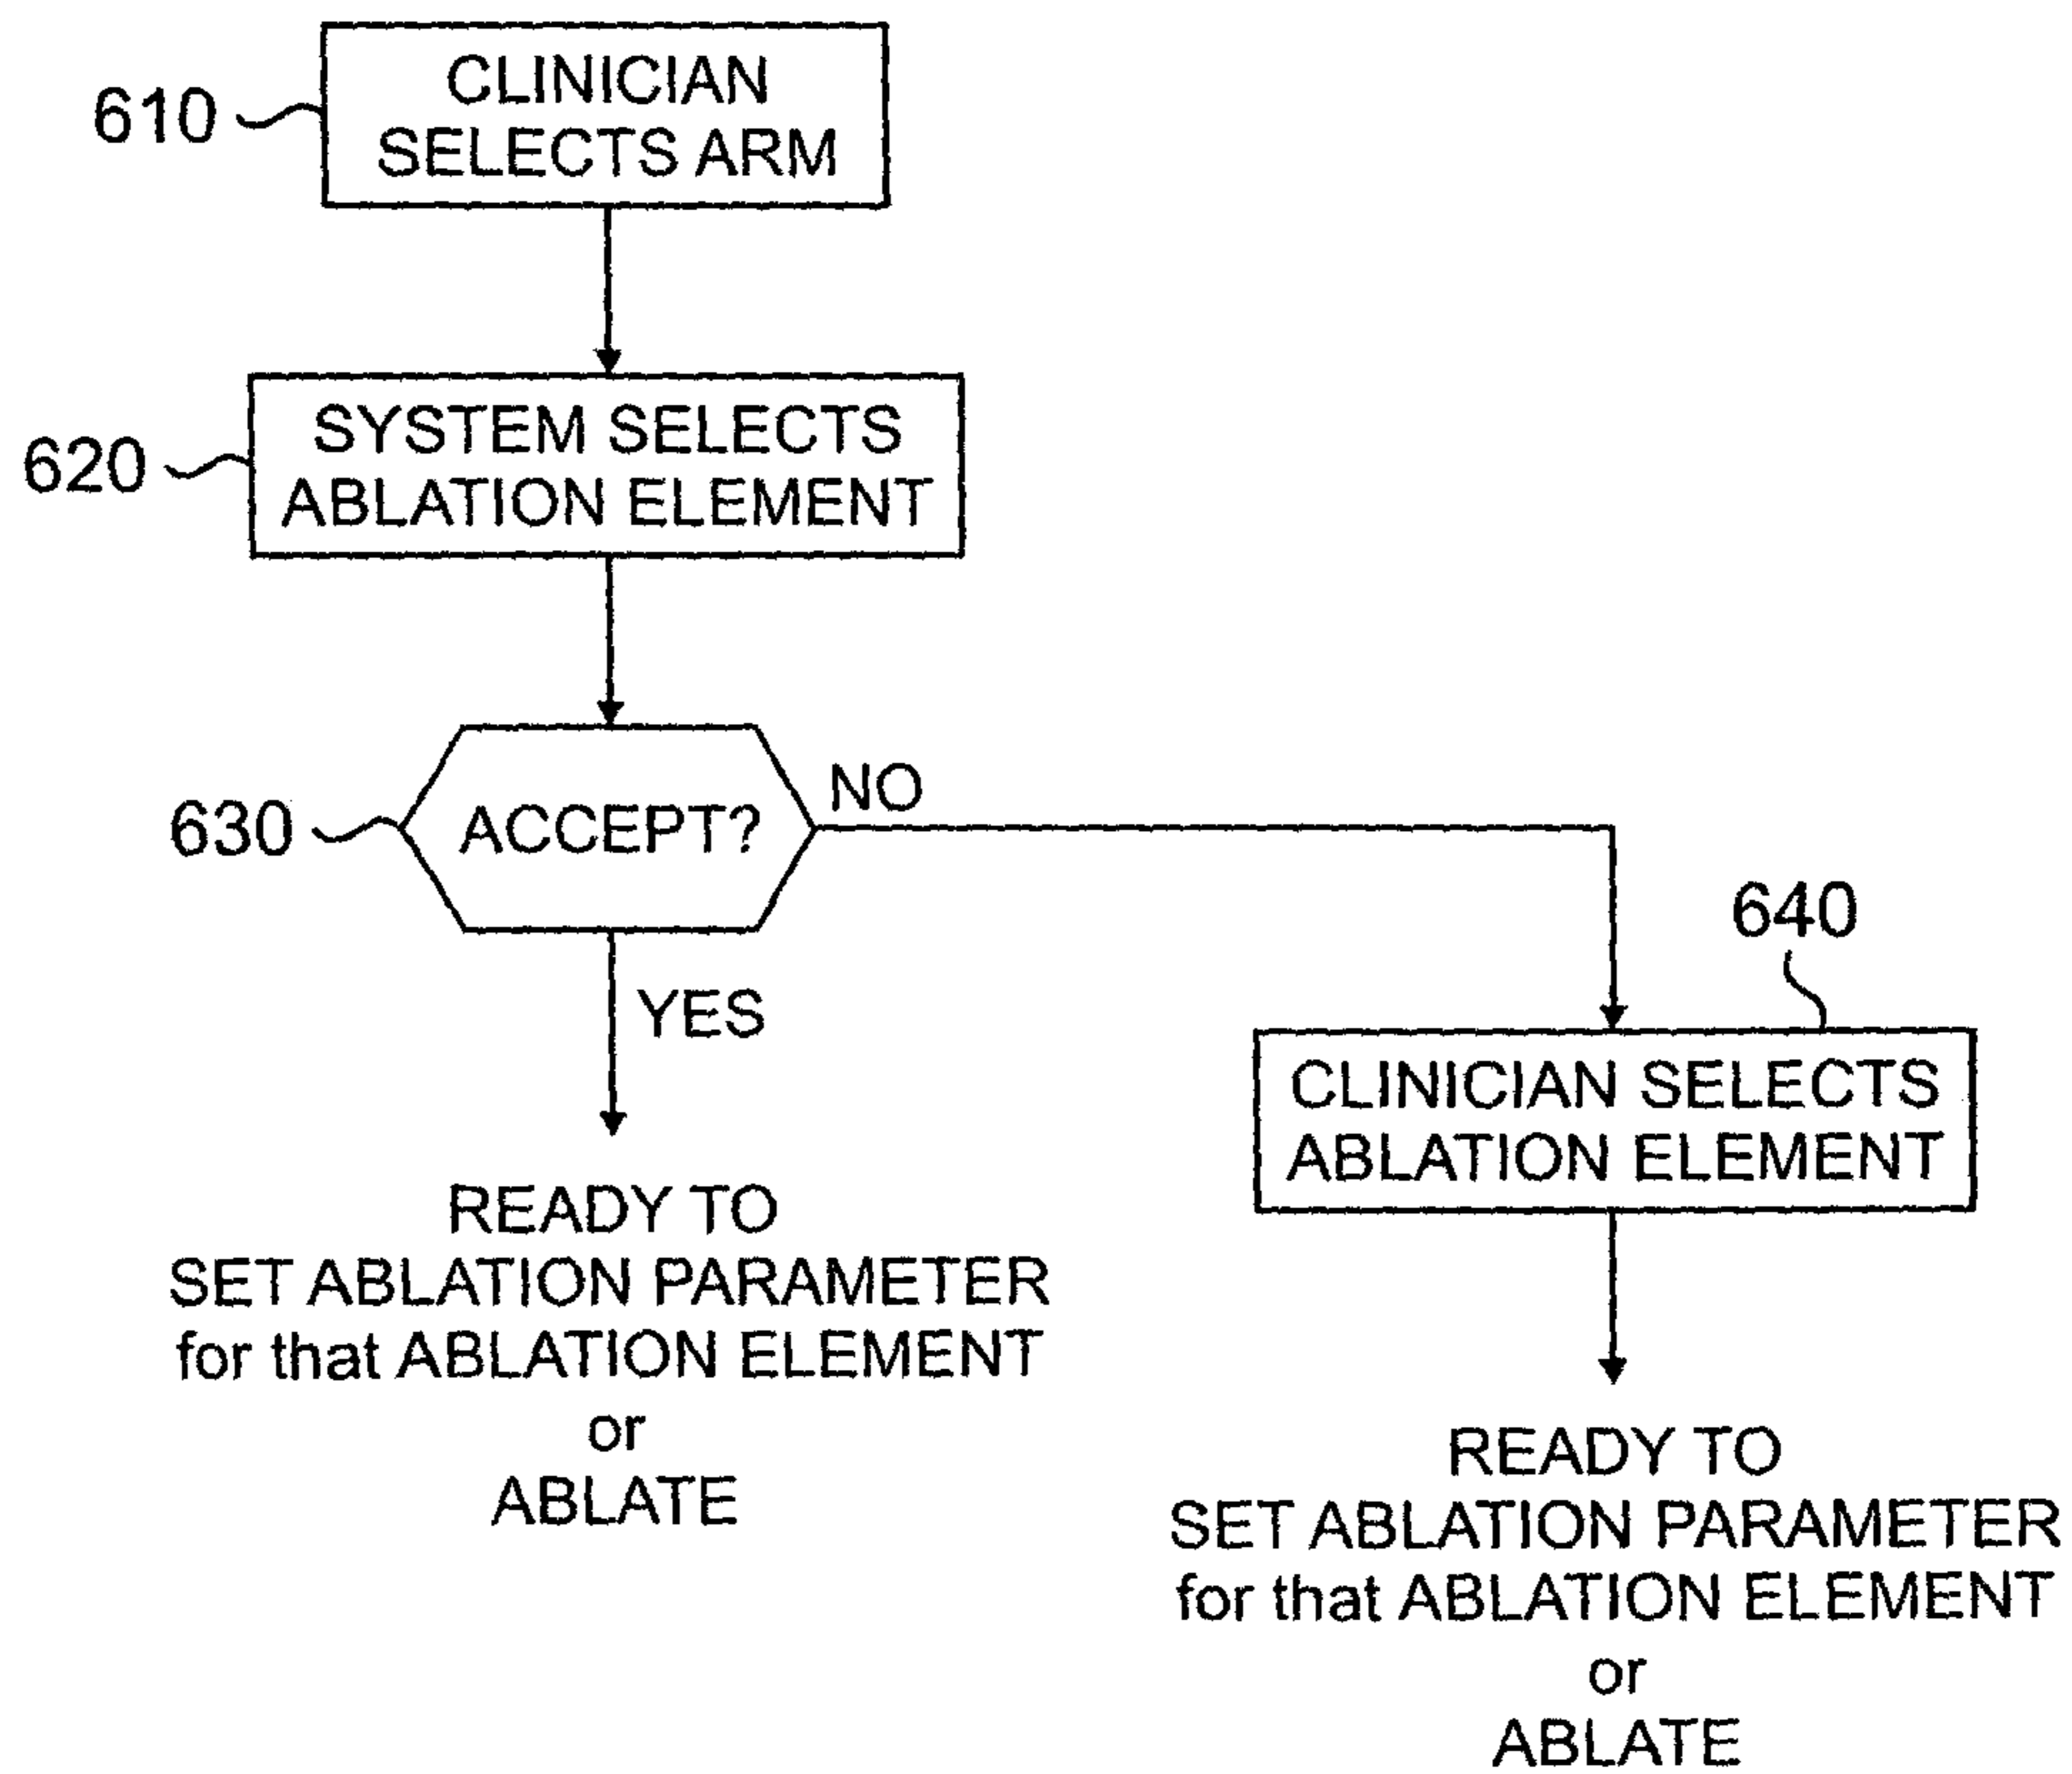 610
CLINICIAN
SELECTS ARM
620
SYSTEM SELECTS
ABLATION ELEMENT
630
ACCEPT?
NO
YES
READY TO
SET ABLATION PARAMETER
for that ABLATION ELEMENT
or
ABLATE
640
CLINICIAN SELECTS
ABLATION ELEMENT
READY TO
SET ABLATION PARAMETER
for that ABLATION ELEMENT
or
ABLATE